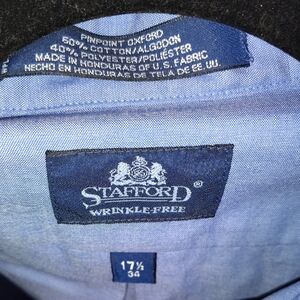 PINPOINT OXFORD
60% COTTON/ALGODON
40% POLYESTER/POLIÉSTER
MADE IN HONDURAS OF U.S. FABRIC
HECHO EN HONDURAS DE TELA DE EE. UU.
STAFFORD®
WRINKLE-FREE
17½
34